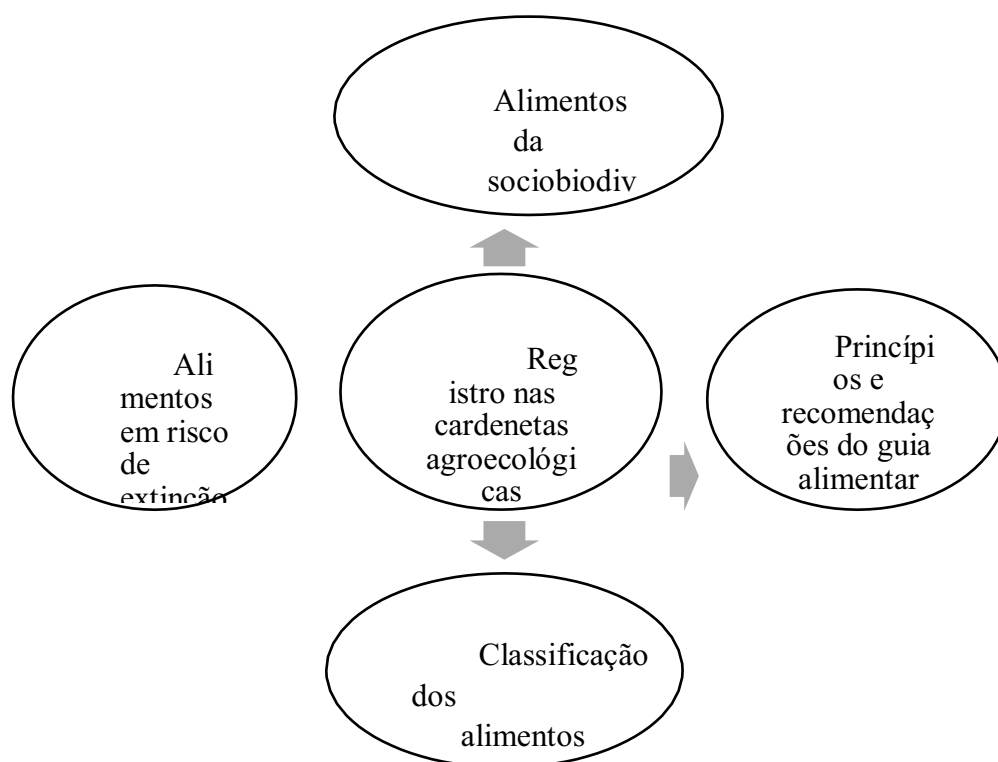 Alimentos
da
sociobiodiv
Ali
mentos
em risco
de
extinção
Reg
istro nas
cardenetas
agroecológi
cas
Princípi
os e
recomendaç
ões do guia
alimentar
Classificação
dos
alimentos